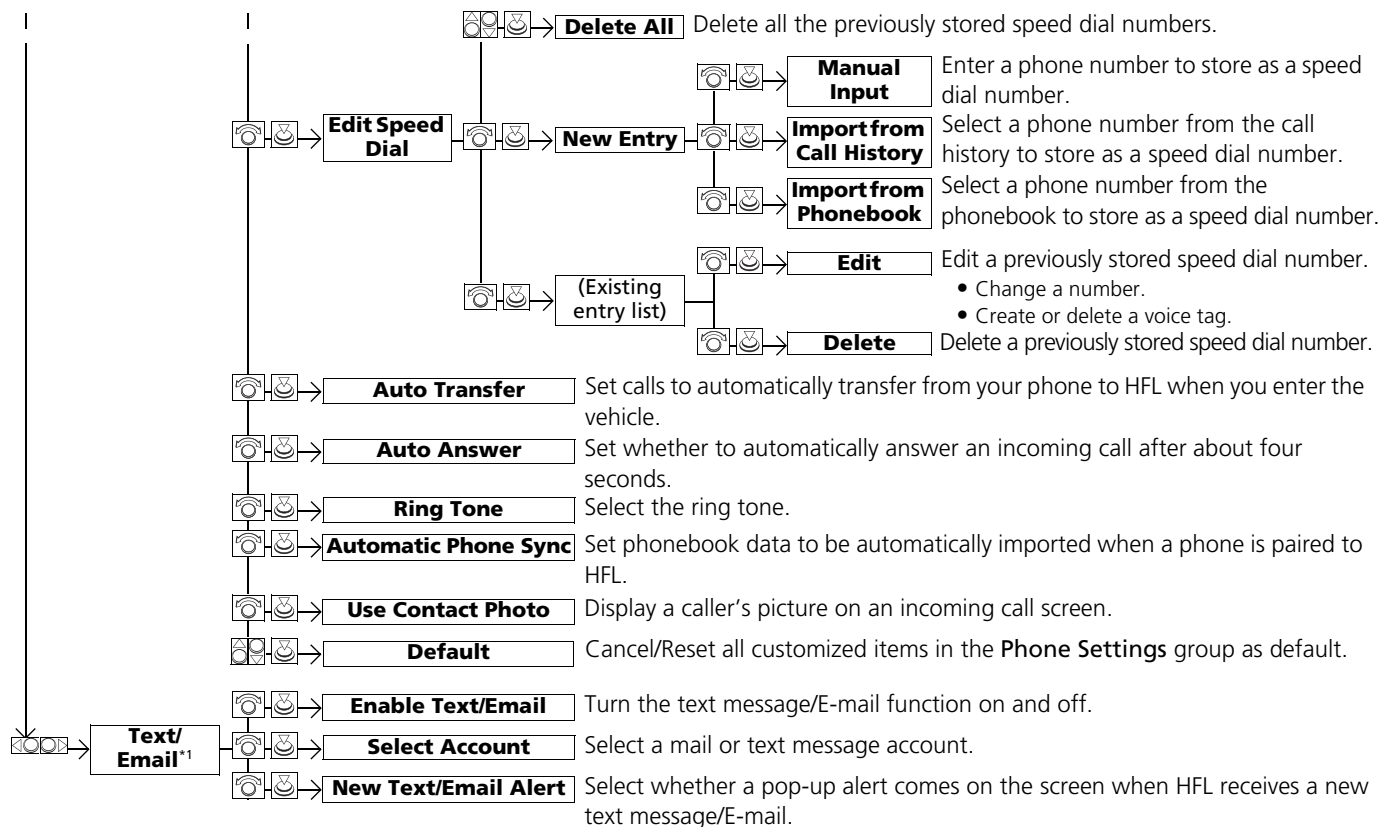 Delete All Delete all the previously stored speed dial numbers.
Manual Input Enter a phone number to store as a speed
dial number.
Edit Speed Dial New Entry Import from Call History Select a phone number from the call
history to store as a speed dial number.
Import from Phonebook Select a phone number from the
phonebook to store as a speed dial number.
(Existing entry list) Edit Edit a previously stored speed dial number.
• Change a number.
• Create or delete a voice tag.
Delete Delete a previously stored speed dial number.
Auto Transfer Set calls to automatically transfer from your phone to HFL when you enter the
vehicle.
Auto Answer Set whether to automatically answer an incoming call after about four
seconds.
Ring Tone Select the ring tone.
Automatic Phone Sync Set phonebook data to be automatically imported when a phone is paired to
HFL.
Use Contact Photo Display a caller's picture on an incoming call screen.
Default Cancel/Reset all customized items in the Phone Settings group as default.
Text/ Email*1 Enable Text/Email Turn the text message/E-mail function on and off.
Select Account Select a mail or text message account.
New Text/Email Alert Select whether a pop-up alert comes on the screen when HFL receives a new
text message/E-mail.